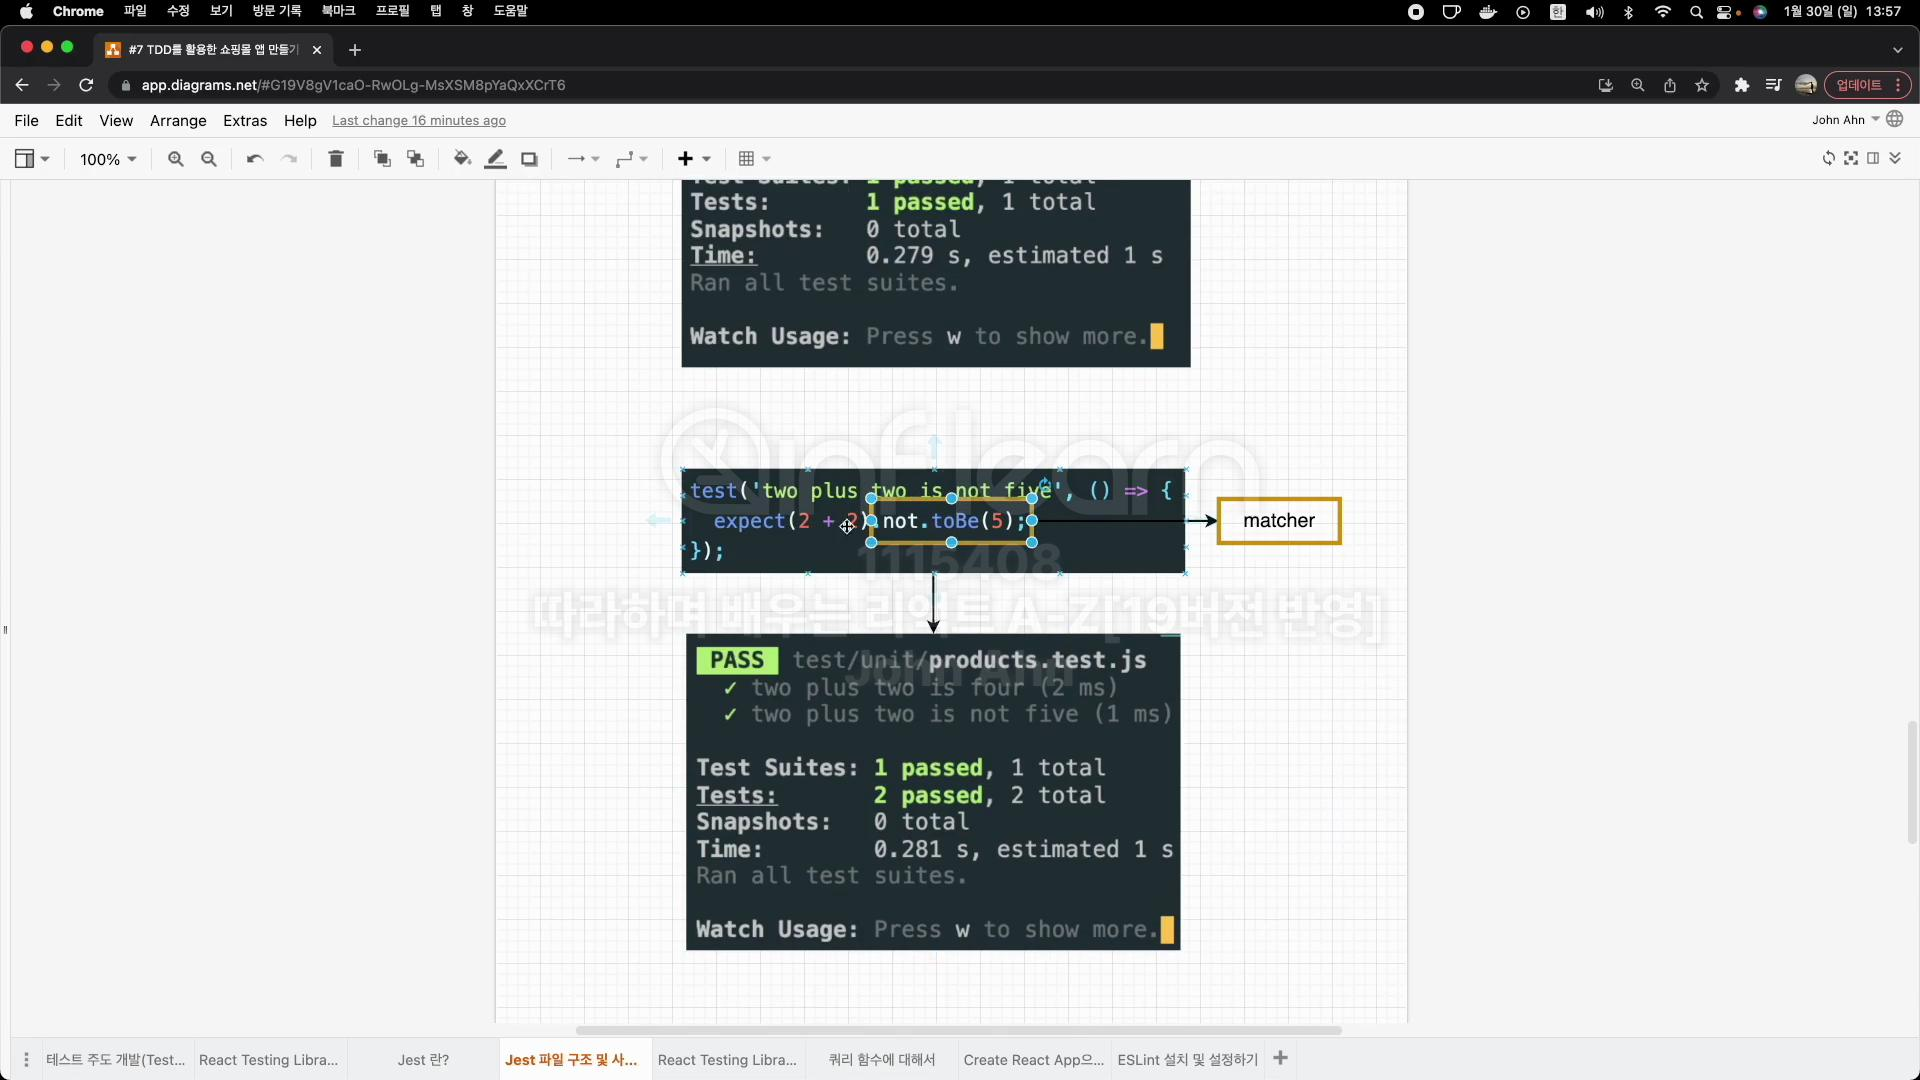 Chrome 파일 수정 보기 방문 기록 북마크 프로필 탭 창 도움말 한 1월 30일 (일) 13:57
#7 TDD를 활용한 쇼핑몰 앱 만들기
app.diagrams.net/#G19V8gV1caO-RwOLg-MsXSM8pYaQxXCrT6 업데이트
File Edit View Arrange Extras Help Last change 16 minutes ago John Ahn
100%
Test Suites: 1 passed, 1 total
Tests: 1 passed, 1 total
Snapshots: 0 total
Time: 0.279 s, estimated 1 s
Ran all test suites.
Watch Usage: Press w to show more.
inflearn
test('two plus two is not five', () => {
expect(2 + 2).not.toBe(5);
});
matcher
1115408
따라하며 배우는 리액트 A-Z[19버전 반영]
John Ahn
PASS test/unit/products.test.js
✓ two plus two is four (2 ms)
✓ two plus two is not five (1 ms)
Test Suites: 1 passed, 1 total
Tests: 2 passed, 2 total
Snapshots: 0 total
Time: 0.281 s, estimated 1 s
Ran all test suites.
Watch Usage: Press w to show more.
테스트 주도 개발(Test... React Testing Libra... Jest 란? Jest 파일 구조 및 사... React Testing Libra... 쿼리 함수에 대해서 Create React App으... ESLint 설치 및 설정하기